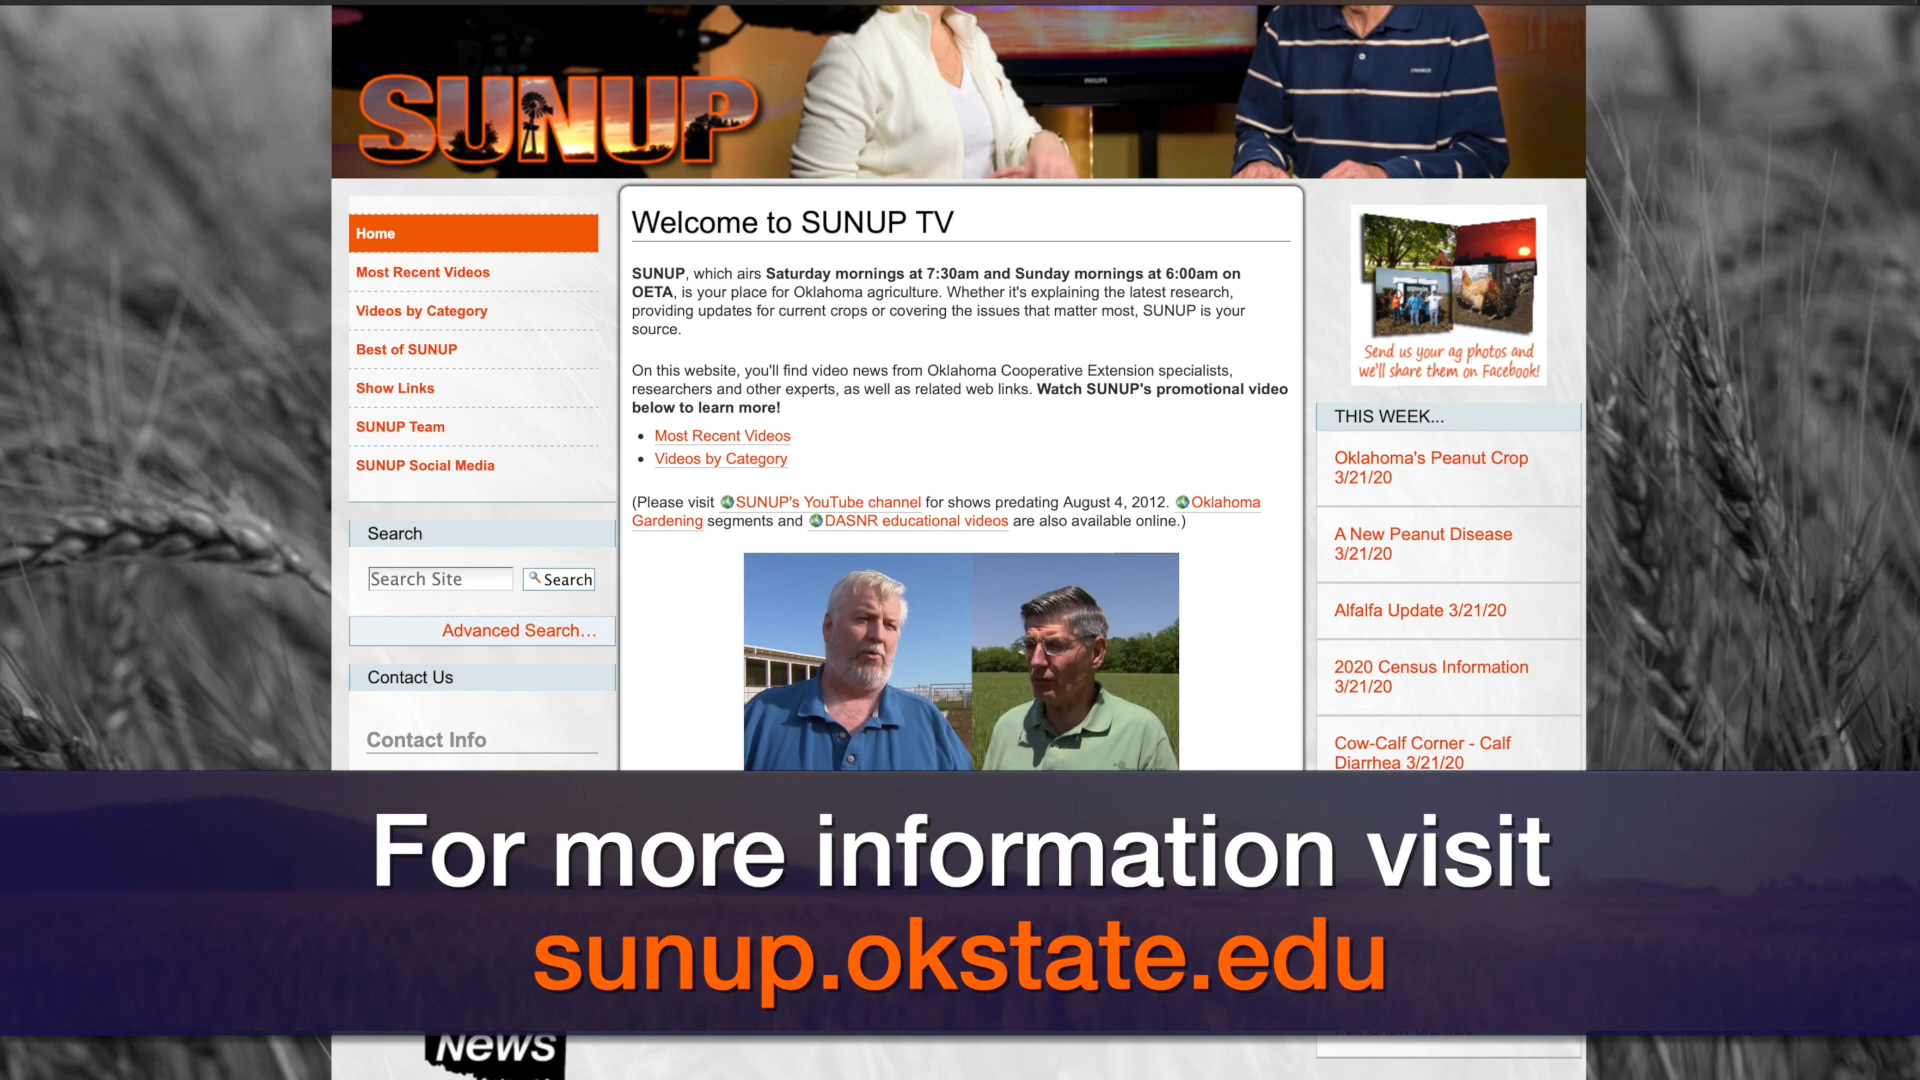 SUNUP
PHILIPS
Home
Most Recent Videos
Videos by Category
Best of SUNUP
Show Links
SUNUP Team
SUNUP Social Media
Search
Search Site
Search
Advanced Search...
Contact Us
Contact Info
Welcome to SUNUP TV
SUNUP, which airs Saturday mornings at 7:30am and Sunday mornings at 6:00am on
OETA, is your place for Oklahoma agriculture. Whether it's explaining the latest research,
providing updates for current crops or covering the issues that matter most, SUNUP is your
source.
On this website, you'll find video news from Oklahoma Cooperative Extension specialists,
researchers and other experts, as well as related web links. Watch SUNUP's promotional video
below to learn more!
Most Recent Videos
Videos by Category
(Please visit SUNUP's YouTube channel for shows predating August 4, 2012. Oklahoma
Gardening segments and DASNR educational videos are also available online.)
Send us your ag photos and
we'll share them on Facebook!
THIS WEEK...
Oklahoma's Peanut Crop
3/21/20
A New Peanut Disease
3/21/20
Alfalfa Update 3/21/20
2020 Census Information
3/21/20
Cow-Calf Corner - Calf
Diarrhea 3/21/20
For more information visit
sunup.okstate.edu
News